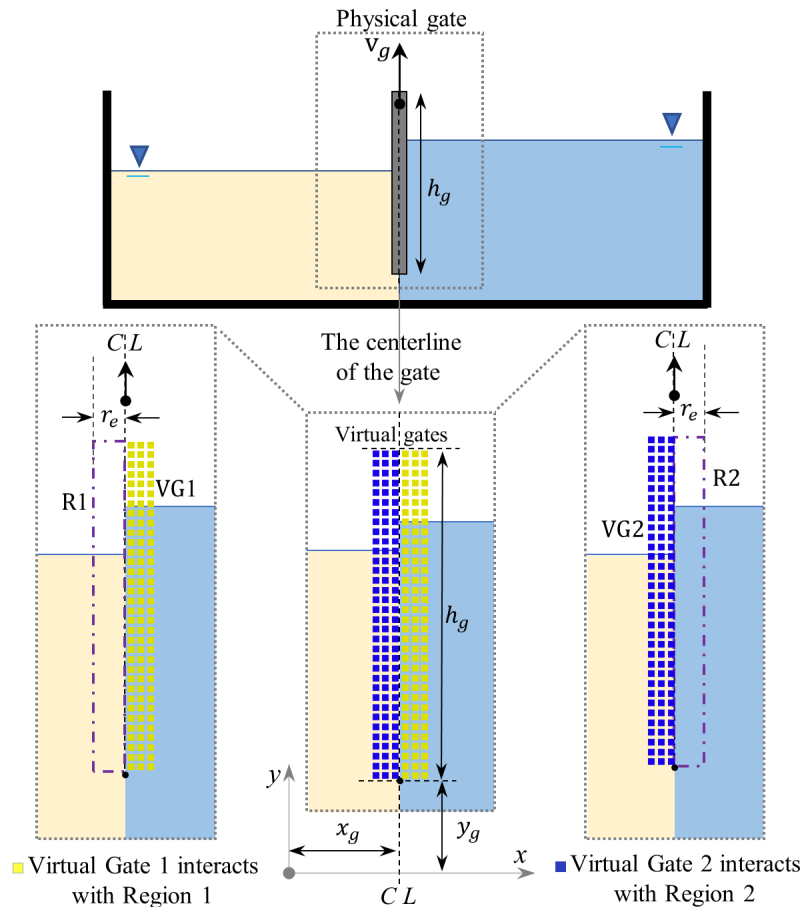 Physical gate
v_g
h_g
The centerline
of the gate
C L
r_e
R1
VG1
Virtual gates
h_g
y
x_g
y_g
x
C L
C L
r_e
R2
VG2
Virtual Gate 1 interacts
with Region 1
Virtual Gate 2 interacts
with Region 2